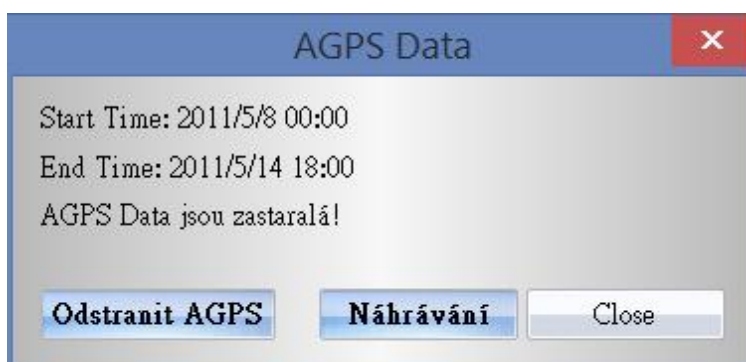 AGPS Data
Start Time: 2011/5/8 00:00
End Time: 2011/5/14 18:00
AGPS Data jsou zastaralá!
Odstranit AGPS Náhrávání Close